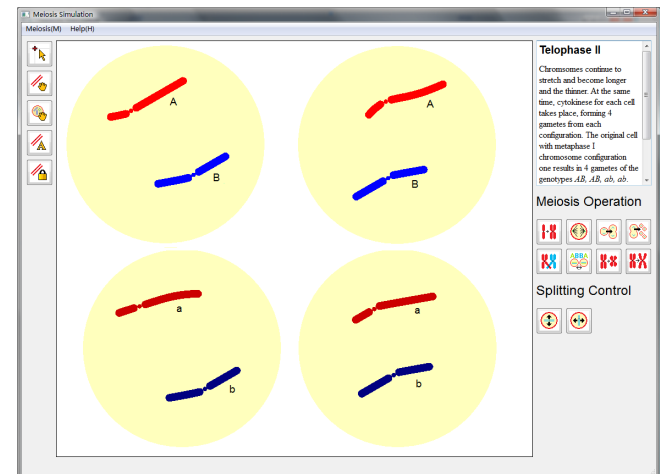 Meiosis Simulation
Meiosis(M) Help(H)
Telophase II
Chromsomes continue to
stretch and become longer
and the thinner. At the same
time, cytokinese for each cell
takes place, forming 4
gametes from each
configuration. The original cell
with metaphase I
chromosome configuration
one results in 4 gametes of the
genotypes AB, AB, ab, ab.
A
B
A
B
a
b
a
b
Meiosis Operation
ABBA
Splitting Control
A